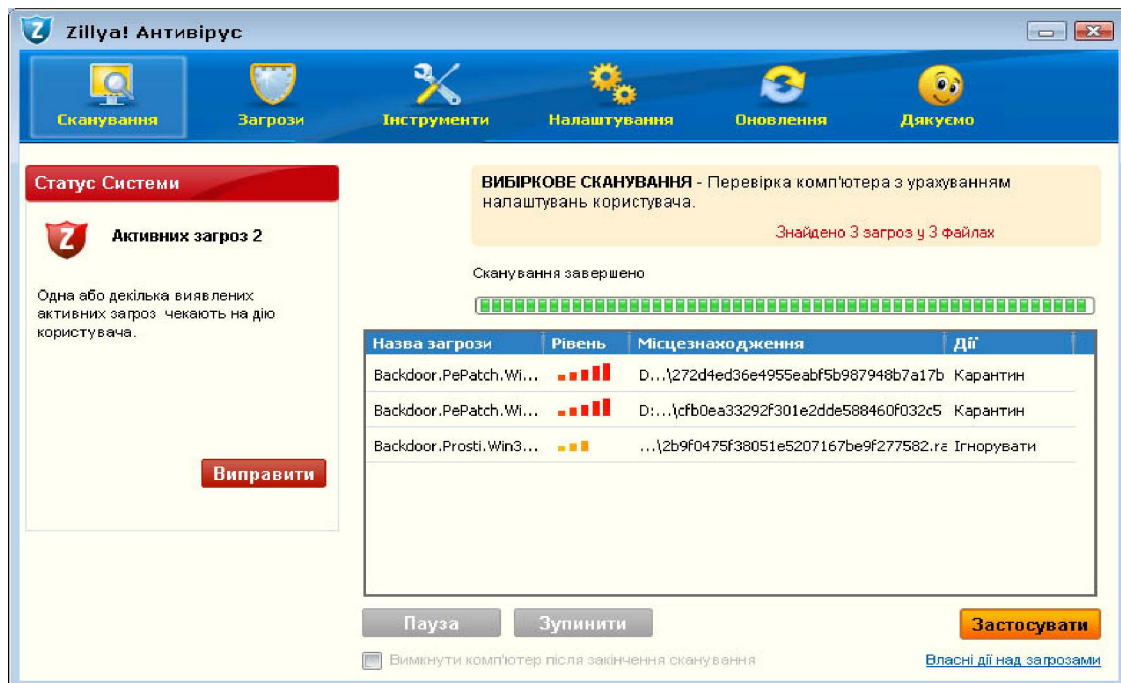 Zillya! Антивірус
Сканування
Загрози
Інструменти
Налаштування
Оновлення
Дякуємо
Статус Системи
Активних загроз 2
Одна або декілька виявлених
активних загроз чекають на дію
користувача.
Виправити
ВИБІРКОВЕ СКАНУВАННЯ - Перевірка комп'ютера з урахуванням
налаштувань користувача.
Знайдено 3 загроз у 3 файлах
Сканування завершено
Назва загрози Рівень Місцезнаходження Дії
Backdoor.PePatch.Wi... D...\272d4ed36e4955eabf5b987948b7a17b Карантин
Backdoor.PePatch.Wi... D:...\cfb0ea33292f301e2dde588460f032c5 Карантин
Backdoor.Prosti.Win3... ...\2b9f0475f38051e5207167be9f277582.ra Ігнорувати
Пауза
Зупинити
Застосувати
Вимкнути комп'ютер після закінчення сканування
Власні дії над загрозами